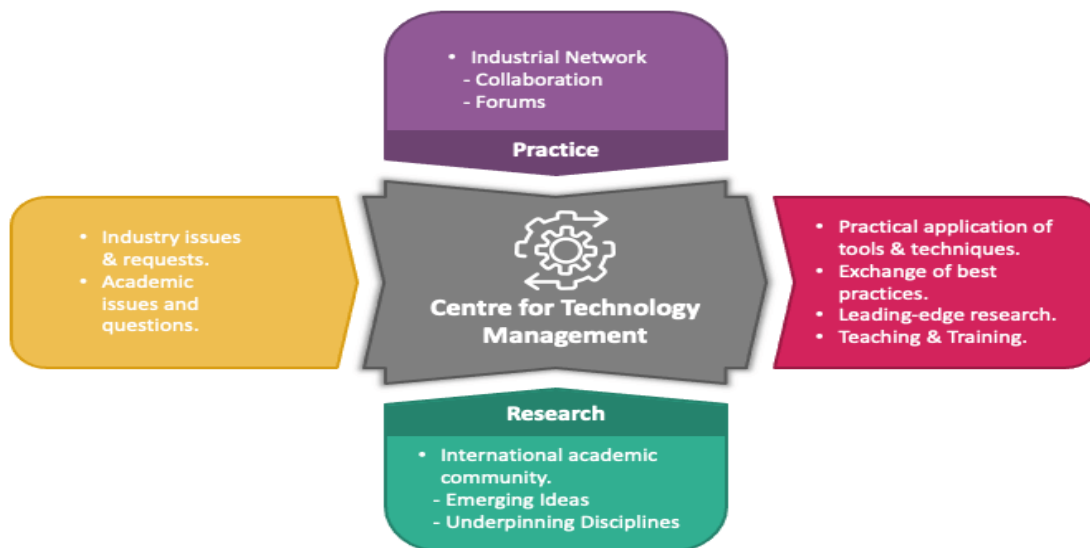 • Industrial Network
- Collaboration
- Forums
Practice
• Industry issues
& requests.
• Academic
issues and
questions.
Centre for Technology
Management
• Practical application of
tools & techniques.
• Exchange of best
practices.
• Leading-edge research.
• Teaching & Training.
Research
• International academic
community.
- Emerging Ideas
- Underpinning Disciplines